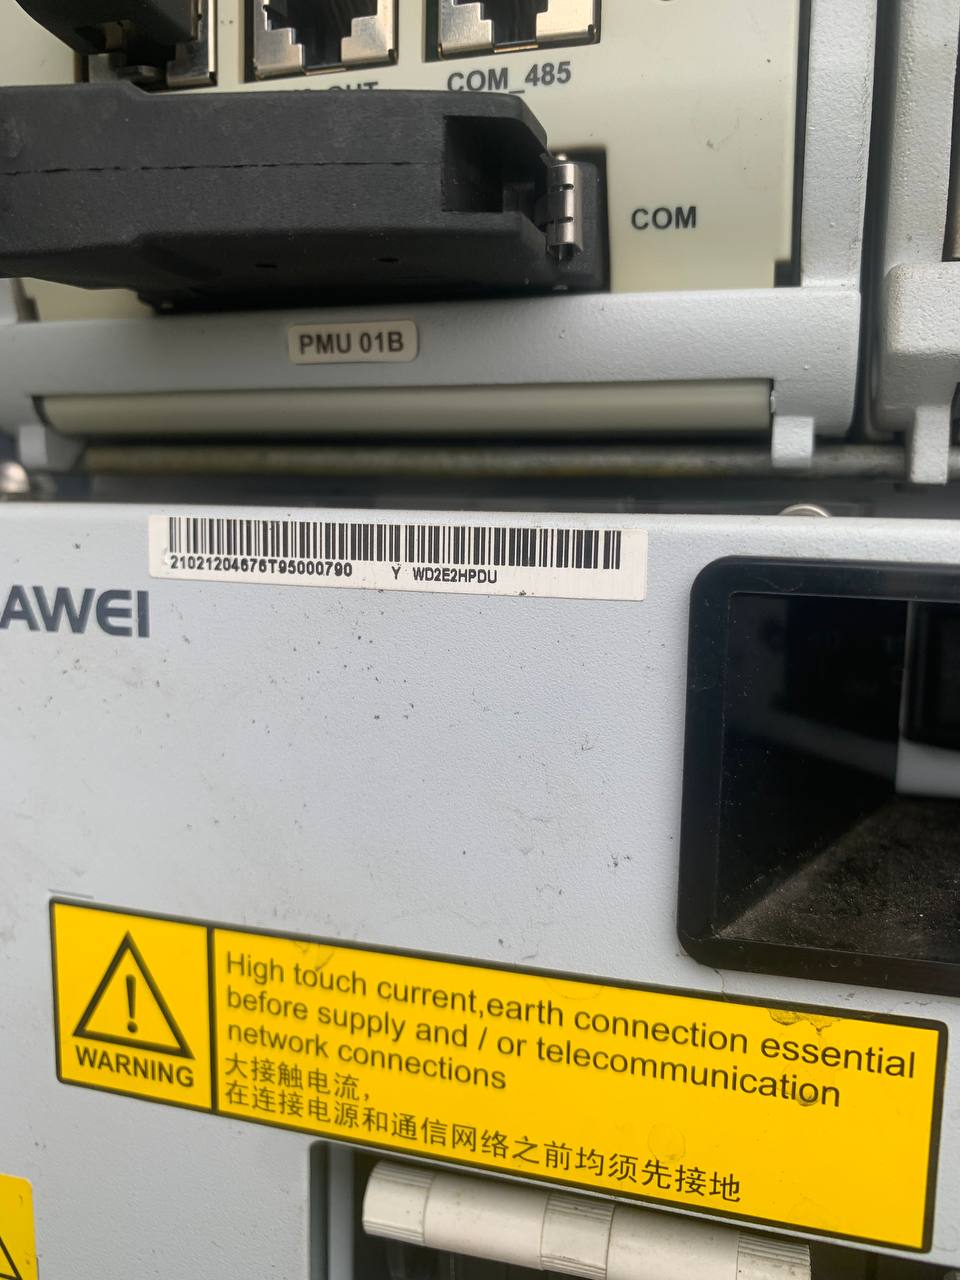 COM_485
COM
PMU 01B
21021204676T95000790 Y WD2E2HPDU
AWEI
High touch current,earth connection essential
before supply and / or telecommunication
network connections
大接触电流，
在连接电源和通信网络之前均须先接地
WARNING